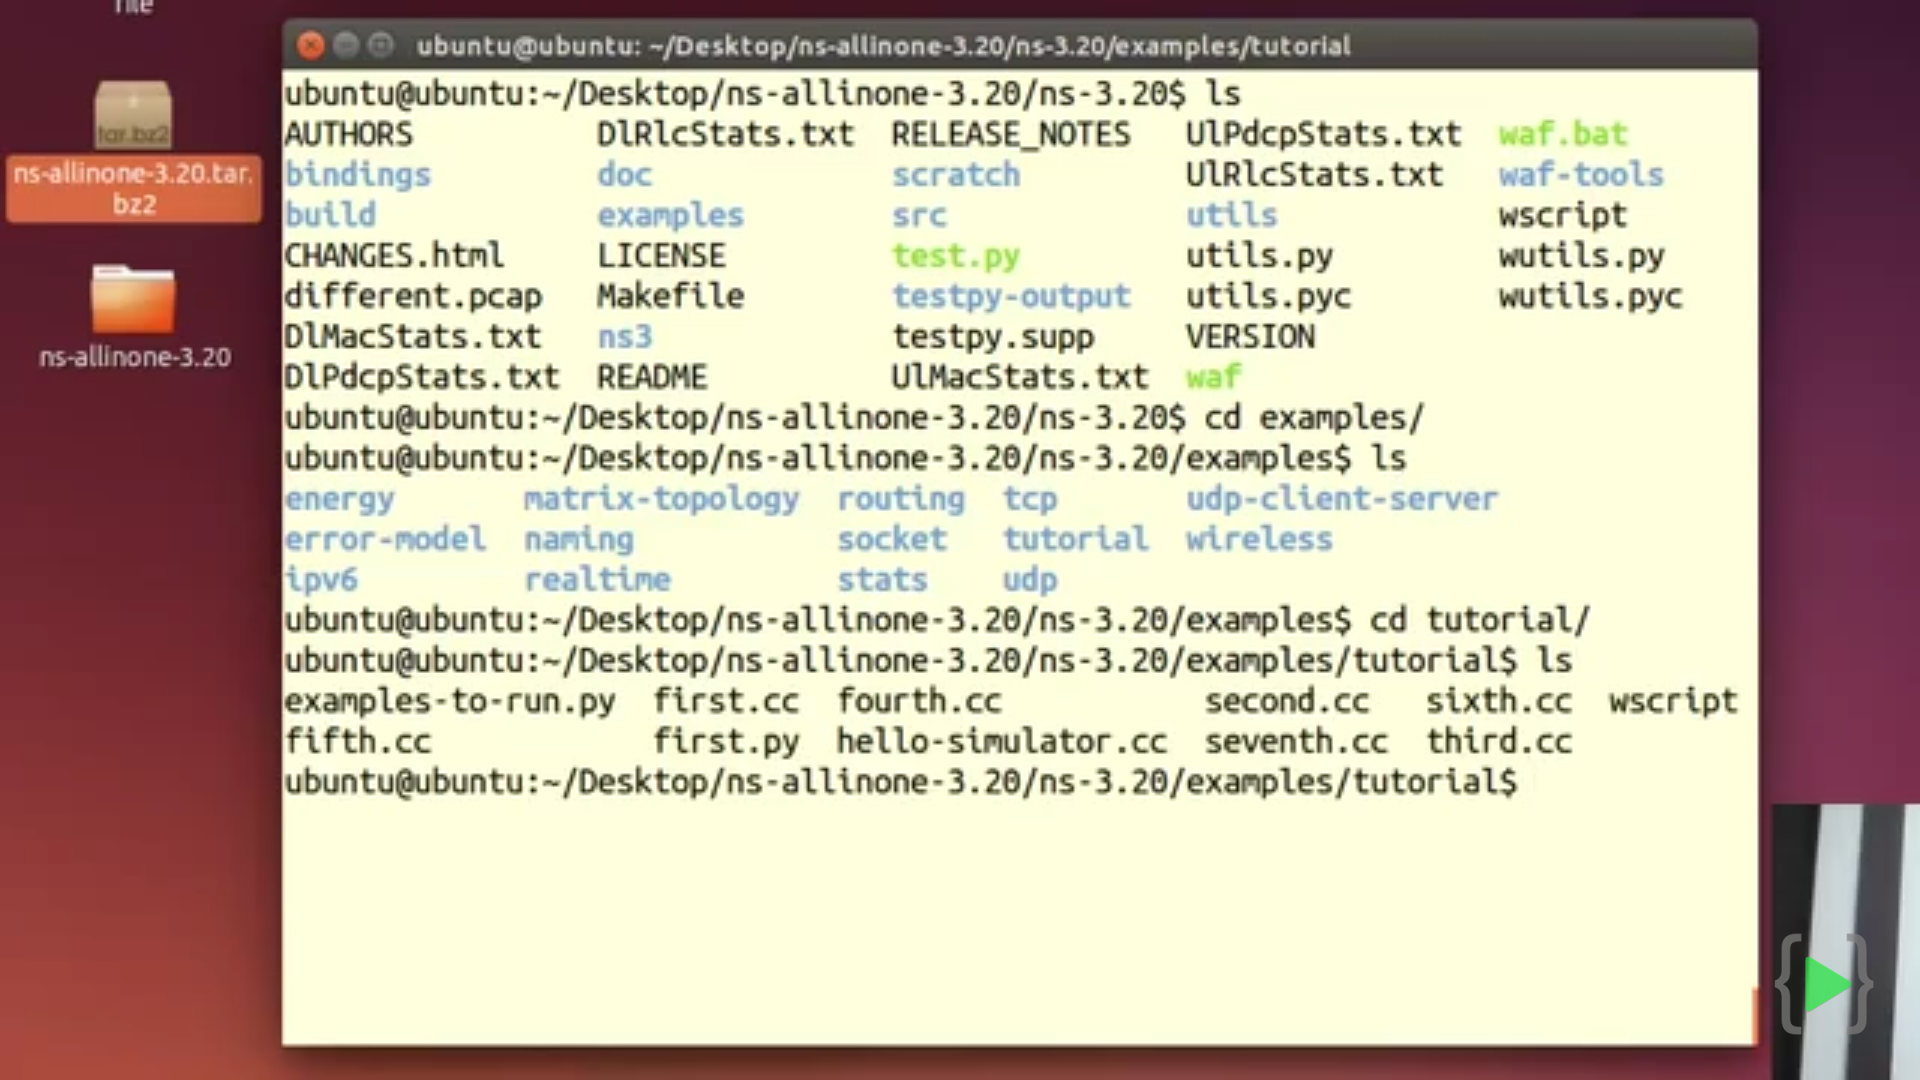 file
tar.bz2
ns-allinone-3.20.tar.
bz2
ns-allinone-3.20
ubuntu@ubuntu: ~/Desktop/ns-allinone-3.20/ns-3.20/examples/tutorial
ubuntu@ubuntu:~/Desktop/ns-allinone-3.20/ns-3.20$ ls
AUTHORS DlRlcStats.txt RELEASE_NOTES UlPdcpStats.txt waf.bat
bindings doc scratch UlRlcStats.txt waf-tools
build examples src utils wscript
CHANGES.html LICENSE test.py utils.py wutils.py
different.pcap Makefile testpy-output utils.pyc wutils.pyc
DlMacStats.txt ns3 testpy.supp VERSION
DlPdcpStats.txt README UlMacStats.txt waf
ubuntu@ubuntu:~/Desktop/ns-allinone-3.20/ns-3.20$ cd examples/
ubuntu@ubuntu:~/Desktop/ns-allinone-3.20/ns-3.20/examples$ ls
energy matrix-topology routing tcp udp-client-server
error-model naming socket tutorial wireless
ipv6 realtime stats udp
ubuntu@ubuntu:~/Desktop/ns-allinone-3.20/ns-3.20/examples$ cd tutorial/
ubuntu@ubuntu:~/Desktop/ns-allinone-3.20/ns-3.20/examples/tutorial$ ls
examples-to-run.py first.cc fourth.cc second.cc sixth.cc wscript
fifth.cc first.py hello-simulator.cc seventh.cc third.cc
ubuntu@ubuntu:~/Desktop/ns-allinone-3.20/ns-3.20/examples/tutorial$